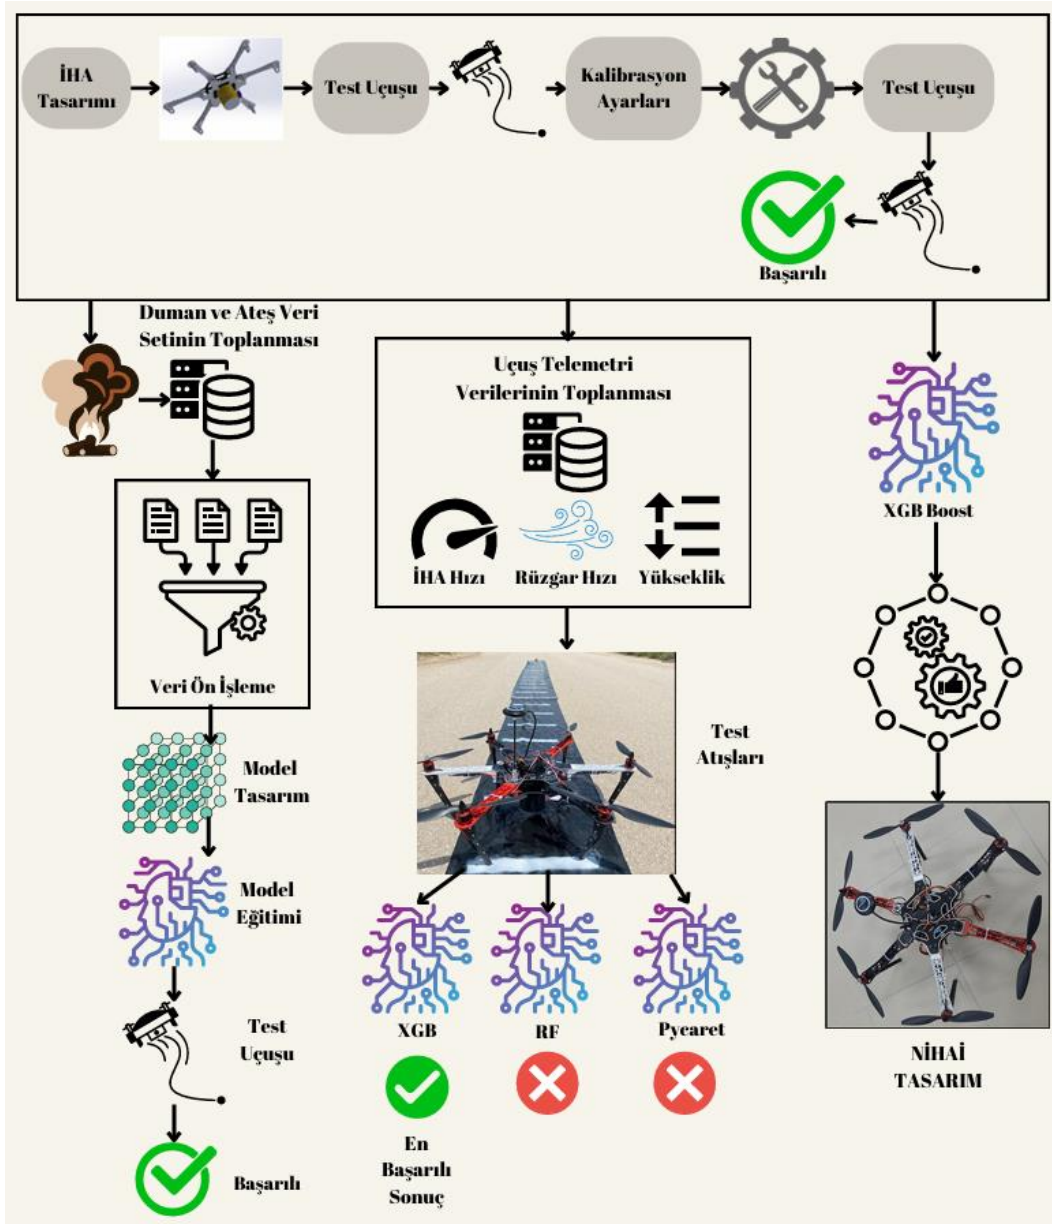 İHA
Tasarımı
Test Uçuşu
Kalibrasyon
Ayarları
Test Uçuşu
Başarılı
Duman ve Ateş Veri
Setinin Toplanması
Veri Ön İşleme
Model
Tasarım
Model
Eğitimi
Test
Uçuşu
Başarılı
Uçuş Telemetri
Verilerinin Toplanması
İHA Hızı
Rüzgar Hızı
Yükseklik
Test
Atışları
XGB
RF
Pycaret
En
Başarılı
Sonuç
XGB Boost
NİHAİ
TASARIM